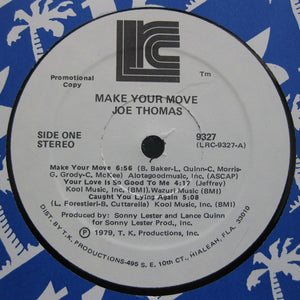 LRC
Promotional
Copy
Tm
MAKE YOUR MOVE
JOE THOMAS
SIDE ONE
STEREO
9327
(LRC-9327-A)
Make Your Move 6:56 (B. Baker-L. Quinn-C. Morris-
G. Grody-C. McKay) Alotagoodmusic, Inc. (ASCAP)
Your Love Is So Good To Me 4:17 (Jeffrey)
Kool Music, Inc. (BMI), Wazuri Music (BMI)
Caught You Lying Again 5:06
(L. Forestieri-B. Cuttarella) Kool Music, Inc. (BMI)
Produced by: Sonny Lester and Lance Quinn
for Sonny Lester Prod., Inc.
Ⓟ 1979, T. K. Productions, Inc.
DIST. BY T.K. PRODUCTIONS-495 S. E. 10th CT., HIALEAH, FLA. 33010